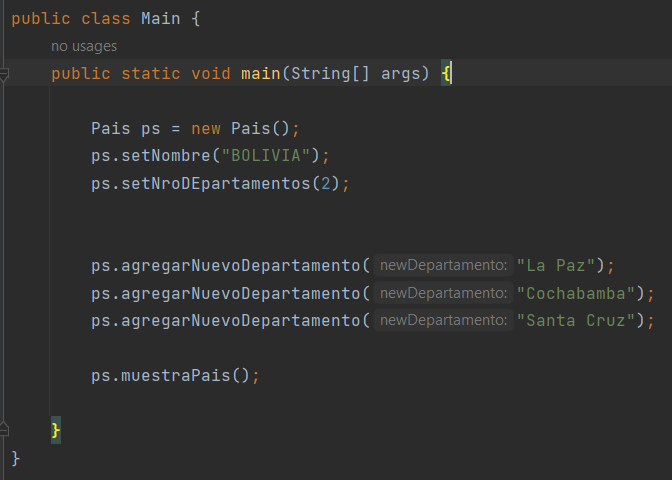 public class Main {
no usages
public static void main(String[] args) {
Pais ps = new Pais();
ps.setNombre("BOLIVIA");
ps.setNroDEpartamentos(2);
ps.agregarNuevoDepartamento( newDepartamento: "La Paz");
ps.agregarNuevoDepartamento( newDepartamento: "Cochabamba");
ps.agregarNuevoDepartamento( newDepartamento: "Santa Cruz");
ps.muestraPais();
}
}